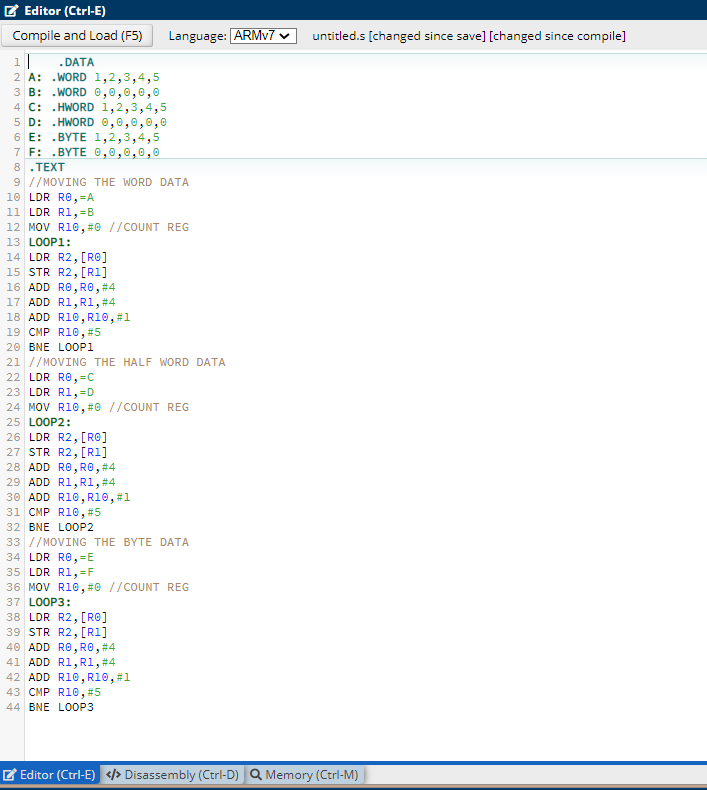 Editor (Ctrl-E)
Compile and Load (F5) Language: ARMv7 untitled.s [changed since save] [changed since compile]
1 .DATA
2 A: .WORD 1,2,3,4,5
3 B: .WORD 0,0,0,0,0
4 C: .HWORD 1,2,3,4,5
5 D: .HWORD 0,0,0,0,0
6 E: .BYTE 1,2,3,4,5
7 F: .BYTE 0,0,0,0,0
8 .TEXT
9 //MOVING THE WORD DATA
10 LDR R0,=A
11 LDR R1,=B
12 MOV R10,#0 //COUNT REG
13 LOOP1:
14 LDR R2,[R0]
15 STR R2,[R1]
16 ADD R0,R0,#4
17 ADD R1,R1,#4
18 ADD R10,R10,#1
19 CMP R10,#5
20 BNE LOOP1
21 //MOVING THE HALF WORD DATA
22 LDR R0,=C
23 LDR R1,=D
24 MOV R10,#0 //COUNT REG
25 LOOP2:
26 LDR R2,[R0]
27 STR R2,[R1]
28 ADD R0,R0,#4
29 ADD R1,R1,#4
30 ADD R10,R10,#1
31 CMP R10,#5
32 BNE LOOP2
33 //MOVING THE BYTE DATA
34 LDR R0,=E
35 LDR R1,=F
36 MOV R10,#0 //COUNT REG
37 LOOP3:
38 LDR R2,[R0]
39 STR R2,[R1]
40 ADD R0,R0,#4
41 ADD R1,R1,#4
42 ADD R10,R10,#1
43 CMP R10,#5
44 BNE LOOP3
Editor (Ctrl-E) Disassembly (Ctrl-D) Memory (Ctrl-M)